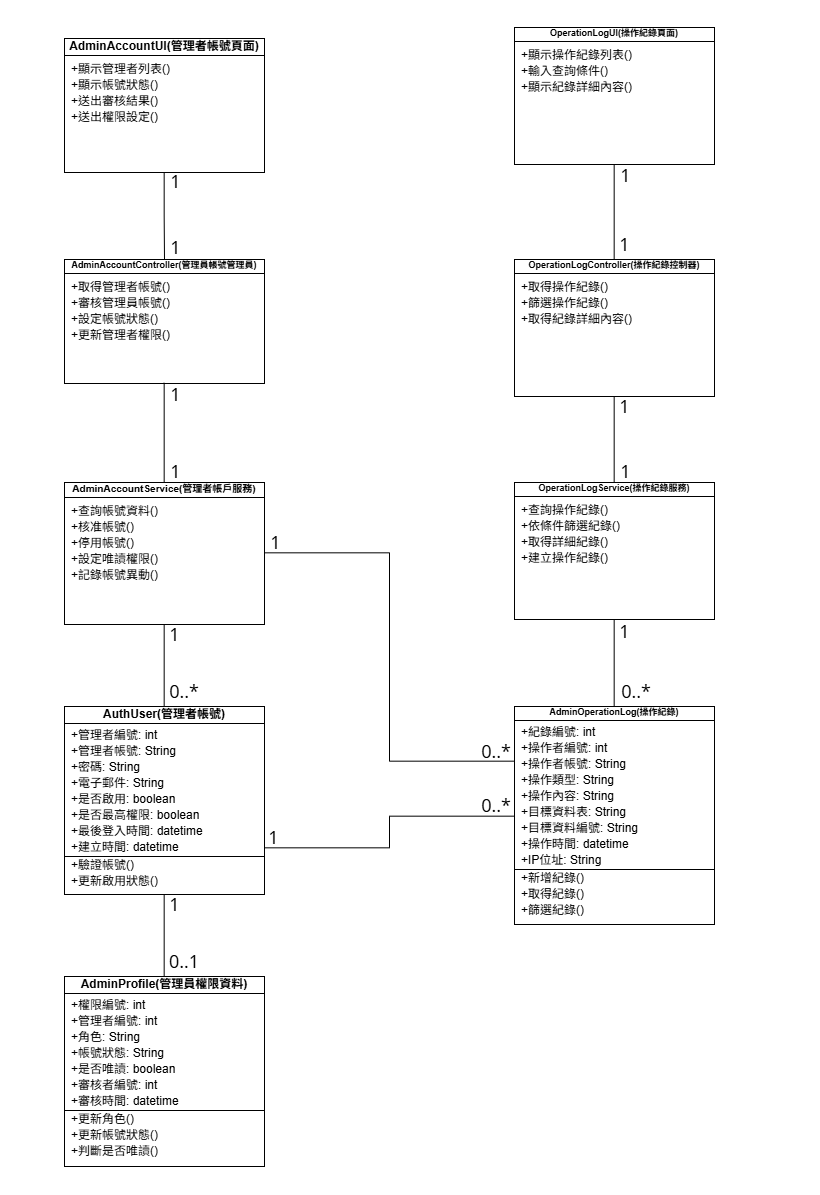 AdminAccountUI(管理者帳號頁面)
+顯示管理者列表()
+顯示帳號狀態()
+送出審核結果()
+送出權限設定()
1
1
AdminAccountController(管理員帳號管理員)
+取得管理者帳號()
+審核管理員帳號()
+設定帳號狀態()
+更新管理者權限()
1
1
AdminAccountService(管理者帳戶服務)
+查詢帳號資料()
+核准帳號()
+停用帳號()
+設定唯讀權限()
+記錄帳號異動()
1
1
0..*
AuthUser(管理者帳號)
+管理者編號: int
+管理者帳號: String
+密碼: String
+電子郵件: String
+是否啟用: boolean
+是否最高權限: boolean
+最後登入時間: datetime
+建立時間: datetime
+驗證帳號()
+更新啟用狀態()
1
1
0..1
AdminProfile(管理員權限資料)
+權限編號: int
+管理者編號: int
+角色: String
+帳號狀態: String
+是否唯讀: boolean
+審核者編號: int
+審核時間: datetime
+更新角色()
+更新帳號狀態()
+判斷是否唯讀()
OperationLogUI(操作紀錄頁面)
+顯示操作紀錄列表()
+輸入查詢條件()
+顯示紀錄詳細內容()
1
1
OperationLogController(操作紀錄控制器)
+取得操作紀錄()
+篩選操作紀錄()
+取得紀錄詳細內容()
1
1
OperationLogService(操作紀錄服務)
+查詢操作紀錄()
+依條件篩選紀錄()
+取得詳細紀錄()
+建立操作紀錄()
1
0..*
0..*
0..*
AdminOperationLog(操作紀錄)
+紀錄編號: int
+操作者編號: int
+操作者帳號: String
+操作類型: String
+操作內容: String
+目標資料表: String
+目標資料編號: String
+操作時間: datetime
+IP位址: String
+新增紀錄()
+取得紀錄()
+篩選紀錄()